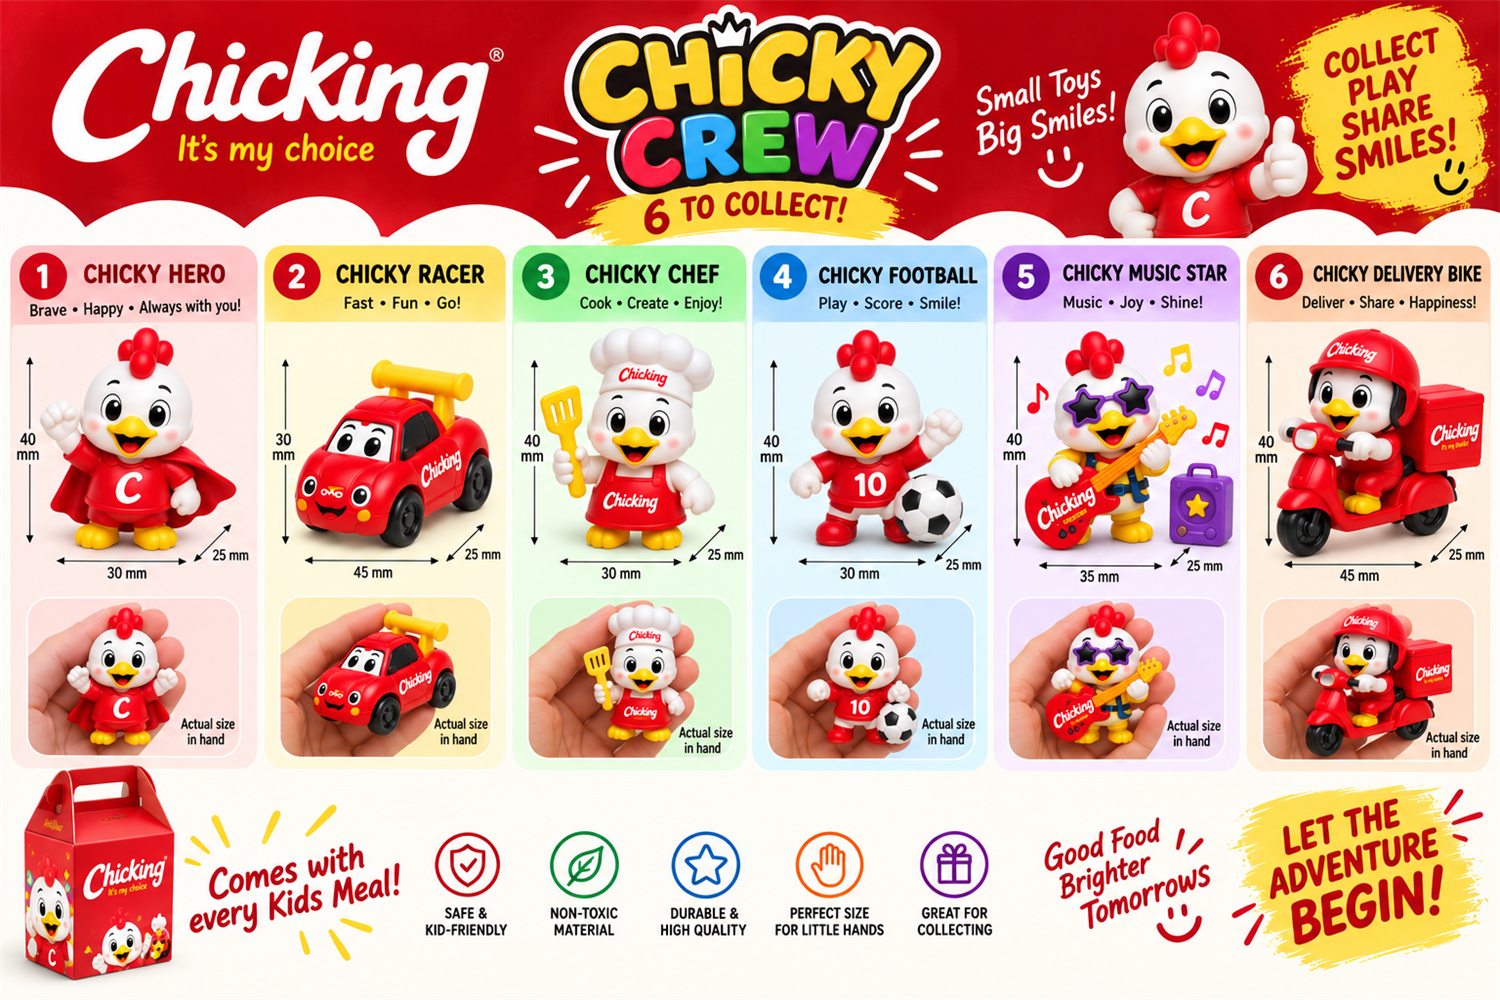 Chicking®
It's my choice
CHiCKY
CREW
6 TO COLLECT!
Small Toys
Big Smiles!
C
COLLECT
PLAY
SHARE
SMILES!
1 CHICKY HERO
Brave • Happy • Always with you!
C
40
mm
30 mm
25 mm
C
Actual size
in hand
2 CHICKY RACER
Fast • Fun • Go!
Chicking
30
mm
45 mm
25 mm
Chicking
Actual size
in hand
3 CHICKY CHEF
Cook • Create • Enjoy!
Chicking
Chicking
40
mm
30 mm
25 mm
Chicking
Chicking
Actual size
in hand
4 CHICKY FOOTBALL
Play • Score • Smile!
10
40
mm
30 mm
25 mm
10
Actual size
in hand
5 CHICKY MUSIC STAR
Music • Joy • Shine!
Chicking
40
mm
35 mm
25 mm
Chicking
Actual size
in hand
6 CHICKY DELIVERY BIKE
Deliver • Share • Happiness!
Chicking
Chicking
40
mm
45 mm
25 mm
Chicking
Chicking
Actual size
in hand
Chicking
It's my choice
C
Comes with
every Kids Meal!
SAFE &
KID-FRIENDLY
NON-TOXIC
MATERIAL
DURABLE &
HIGH QUALITY
PERFECT SIZE
FOR LITTLE HANDS
GREAT FOR
COLLECTING
Good Food
Brighter
Tomorrows
LET THE
ADVENTURE
BEGIN!